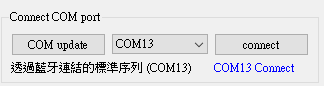 Connect COM port
COM update COM13 connect
透過藍牙連結的標準序列 (COM13) COM13 Connect